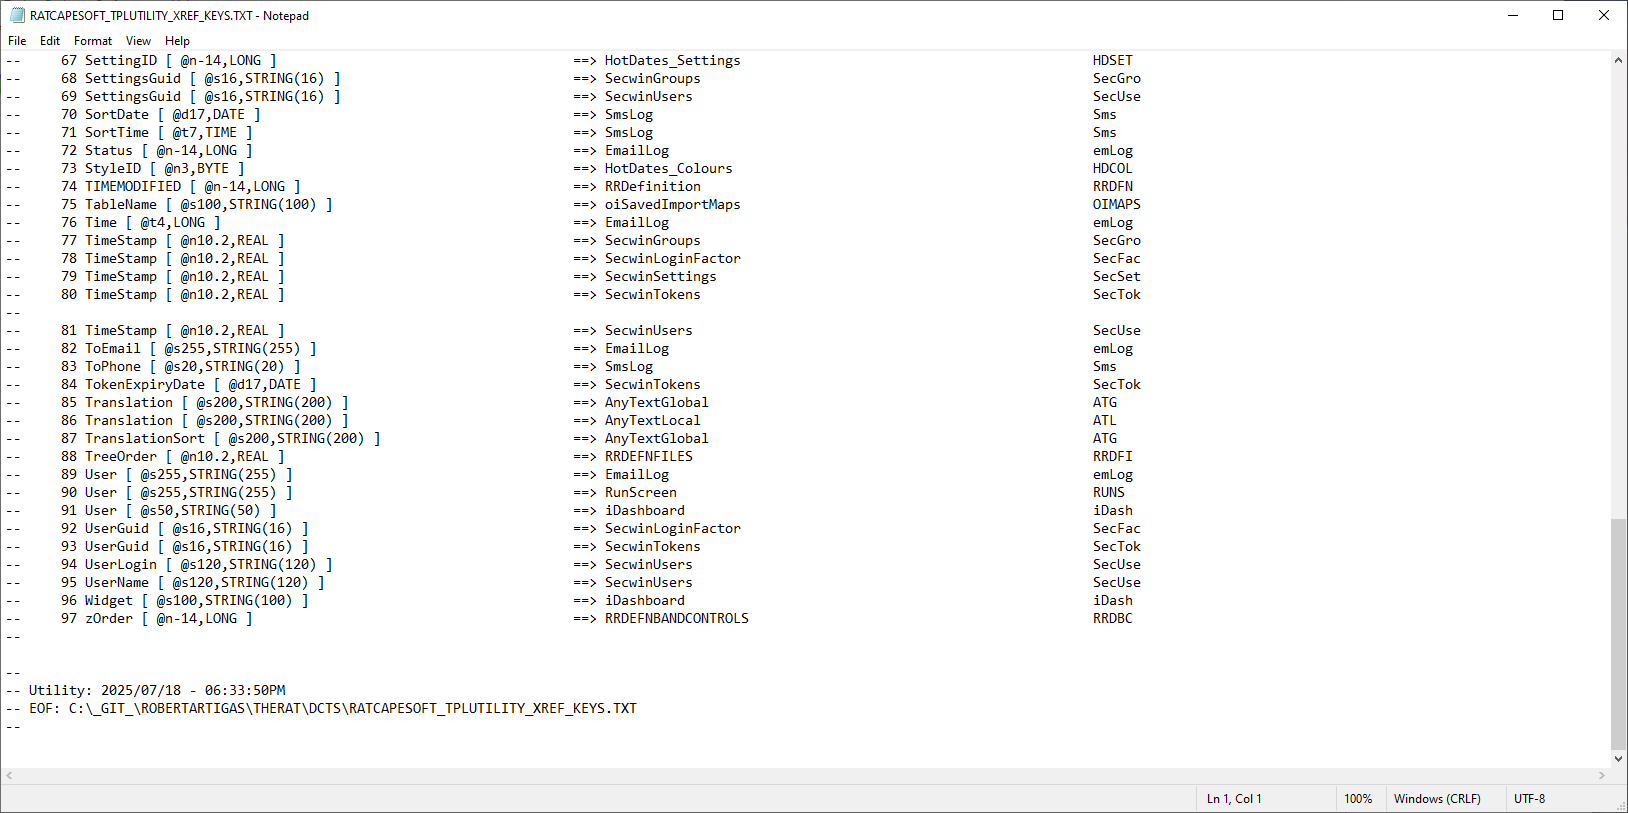 RATCAPESOFT_TPLUTILITY_XREF_KEYS.TXT - Notepad
File Edit Format View Help
-- 67 SettingID [ @n-14,LONG ] ==> HotDates_Settings HDSET
-- 68 SettingsGuid [ @s16,STRING(16) ] ==> SecwinGroups SecGro
-- 69 SettingsGuid [ @s16,STRING(16) ] ==> SecwinUsers SecUse
-- 70 SortDate [ @d17,DATE ] ==> SmsLog Sms
-- 71 SortTime [ @t7,TIME ] ==> SmsLog Sms
-- 72 Status [ @n-14,LONG ] ==> EmailLog emLog
-- 73 StyleID [ @n3,BYTE ] ==> HotDates_Colours HDCOL
-- 74 TIMEMODIFIED [ @n-14,LONG ] ==> RRDefinition RRDFN
-- 75 TableName [ @s100,STRING(100) ] ==> oiSavedImportMaps OIMAPS
-- 76 Time [ @t4,LONG ] ==> EmailLog emLog
-- 77 TimeStamp [ @n10.2,REAL ] ==> SecwinGroups SecGro
-- 78 TimeStamp [ @n10.2,REAL ] ==> SecwinLoginFactor SecFac
-- 79 TimeStamp [ @n10.2,REAL ] ==> SecwinSettings SecSet
-- 80 TimeStamp [ @n10.2,REAL ] ==> SecwinTokens SecTok
--
-- 81 TimeStamp [ @n10.2,REAL ] ==> SecwinUsers SecUse
-- 82 ToEmail [ @s255,STRING(255) ] ==> EmailLog emLog
-- 83 ToPhone [ @s20,STRING(20) ] ==> SmsLog Sms
-- 84 TokenExpiryDate [ @d17,DATE ] ==> SecwinTokens SecTok
-- 85 Translation [ @s200,STRING(200) ] ==> AnyTextGlobal ATG
-- 86 Translation [ @s200,STRING(200) ] ==> AnyTextLocal ATL
-- 87 TranslationSort [ @s200,STRING(200) ] ==> AnyTextGlobal ATG
-- 88 TreeOrder [ @n10.2,REAL ] ==> RRDEFNFILES RRDFI
-- 89 User [ @s255,STRING(255) ] ==> EmailLog emLog
-- 90 User [ @s255,STRING(255) ] ==> RunScreen RUNS
-- 91 User [ @s50,STRING(50) ] ==> iDashboard iDash
-- 92 UserGuid [ @s16,STRING(16) ] ==> SecwinLoginFactor SecFac
-- 93 UserGuid [ @s16,STRING(16) ] ==> SecwinTokens SecTok
-- 94 UserLogin [ @s120,STRING(120) ] ==> SecwinUsers SecUse
-- 95 UserName [ @s120,STRING(120) ] ==> SecwinUsers SecUse
-- 96 Widget [ @s100,STRING(100) ] ==> iDashboard iDash
-- 97 zOrder [ @n-14,LONG ] ==> RRDEFNBANDCONTROLS RRDBC
--
--
-- Utility: 2025/07/18 - 06:33:50PM
-- EOF: C:\_GIT_\ROBERTARTIGAS\THERAT\DCTS\RATCAPESOFT_TPLUTILITY_XREF_KEYS.TXT
--
Ln 1, Col 1 100% Windows (CRLF) UTF-8